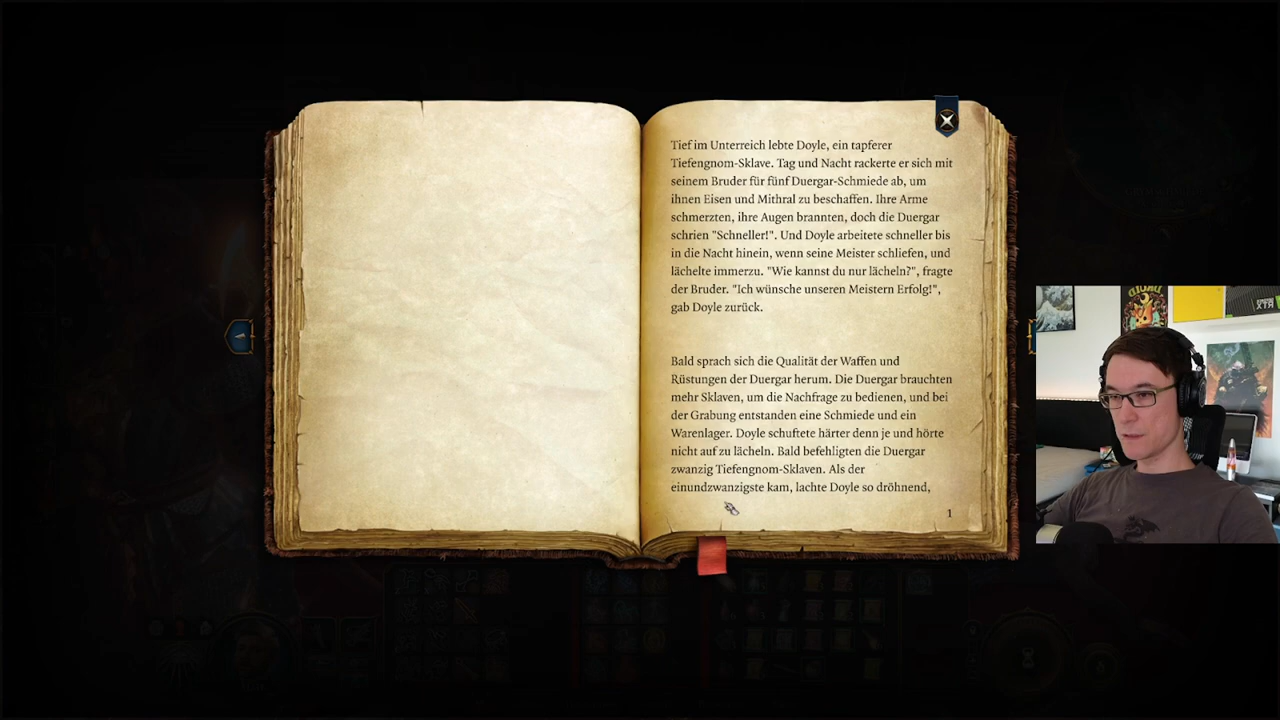 Tief im Unterreich lebte Doyle, ein tapferer
Tiefengnom-Sklave. Tag und Nacht rackerte er sich mit
seinem Bruder für fünf Duergar-Schmiede ab, um
ihnen Eisen und Mithral zu beschaffen. Ihre Arme
schmerzten, ihre Augen brannten, doch die Duergar
schrien "Schneller!". Und Doyle arbeitete schneller bis
in die Nacht hinein, wenn seine Meister schliefen, und
lächelte immerzu. "Wie kannst du nur lächeln?", fragte
der Bruder. "Ich wünsche unseren Meistern Erfolg!",
gab Doyle zurück.
Bald sprach sich die Qualität der Waffen und
Rüstungen der Duergar herum. Die Duergar brauchten
mehr Sklaven, um die Nachfrage zu bedienen, und bei
der Grabung entstanden eine Schmiede und ein
Warenlager. Doyle schuftete härter denn je und hörte
nicht auf zu lächeln. Bald befehligten die Duergar
zwanzig Tiefengnom-Sklaven. Als der
einundzwanzigste kam, lachte Doyle so dröhnend,
1